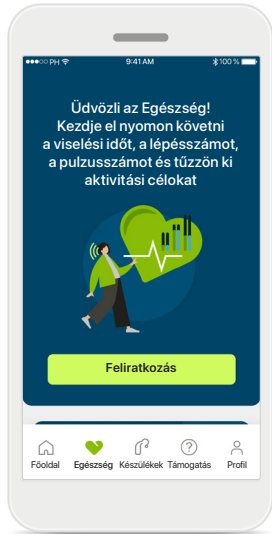 PH 9:41 AM 100 %
Üdvözli az Egészség!
Kezdje el nyomon követni
a viselési időt, a lépésszámot,
a pulzusszámot és tűzzön ki
aktivitási célokat
Feliratkozás
Főoldal Egészség Készülékek Támogatás Profil